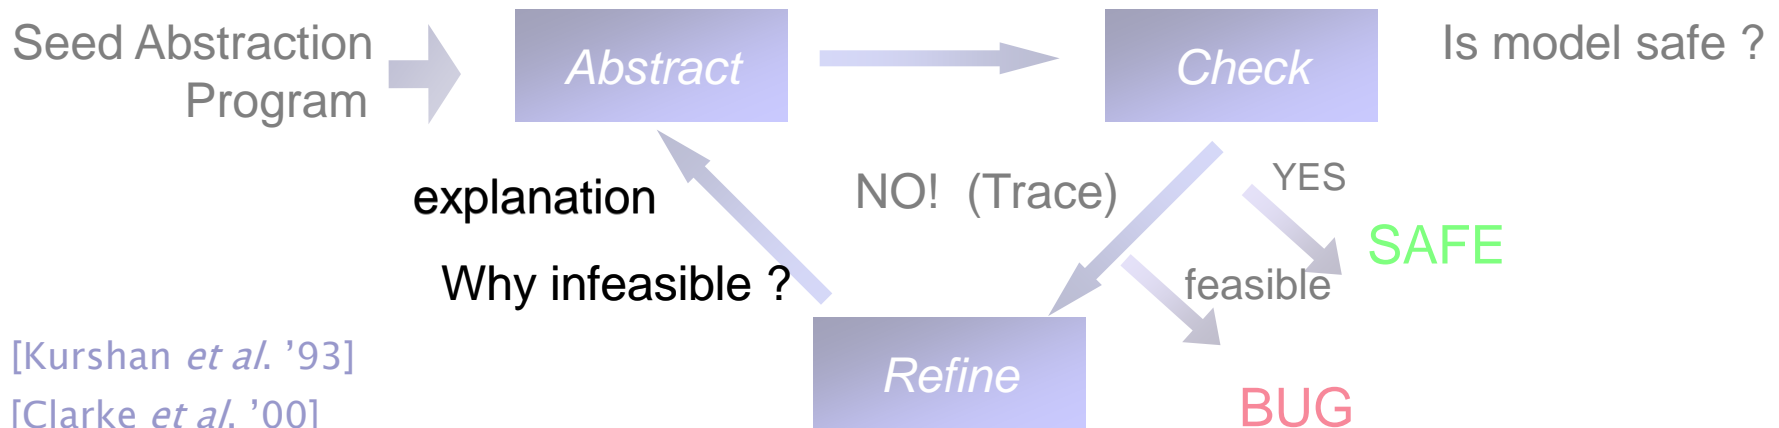 Seed Abstraction
Program
Abstract
Check
Is model safe ?
explanation
NO! (Trace)
YES
SAFE
Why infeasible ?
feasible
[Kurshan et al. ’93]
Refine
[Clarke et al. ’00]
BUG